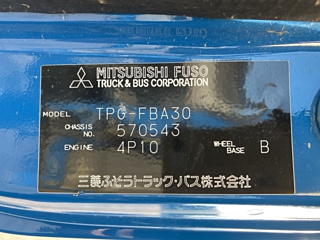 MITSUBISHI FUSO
TRUCK & BUS CORPORATION
MODEL TPG-FBA30
CHASSIS NO. 570543
ENGINE 4P10 WHEEL BASE B
三菱ふそうトラック・バス株式会社